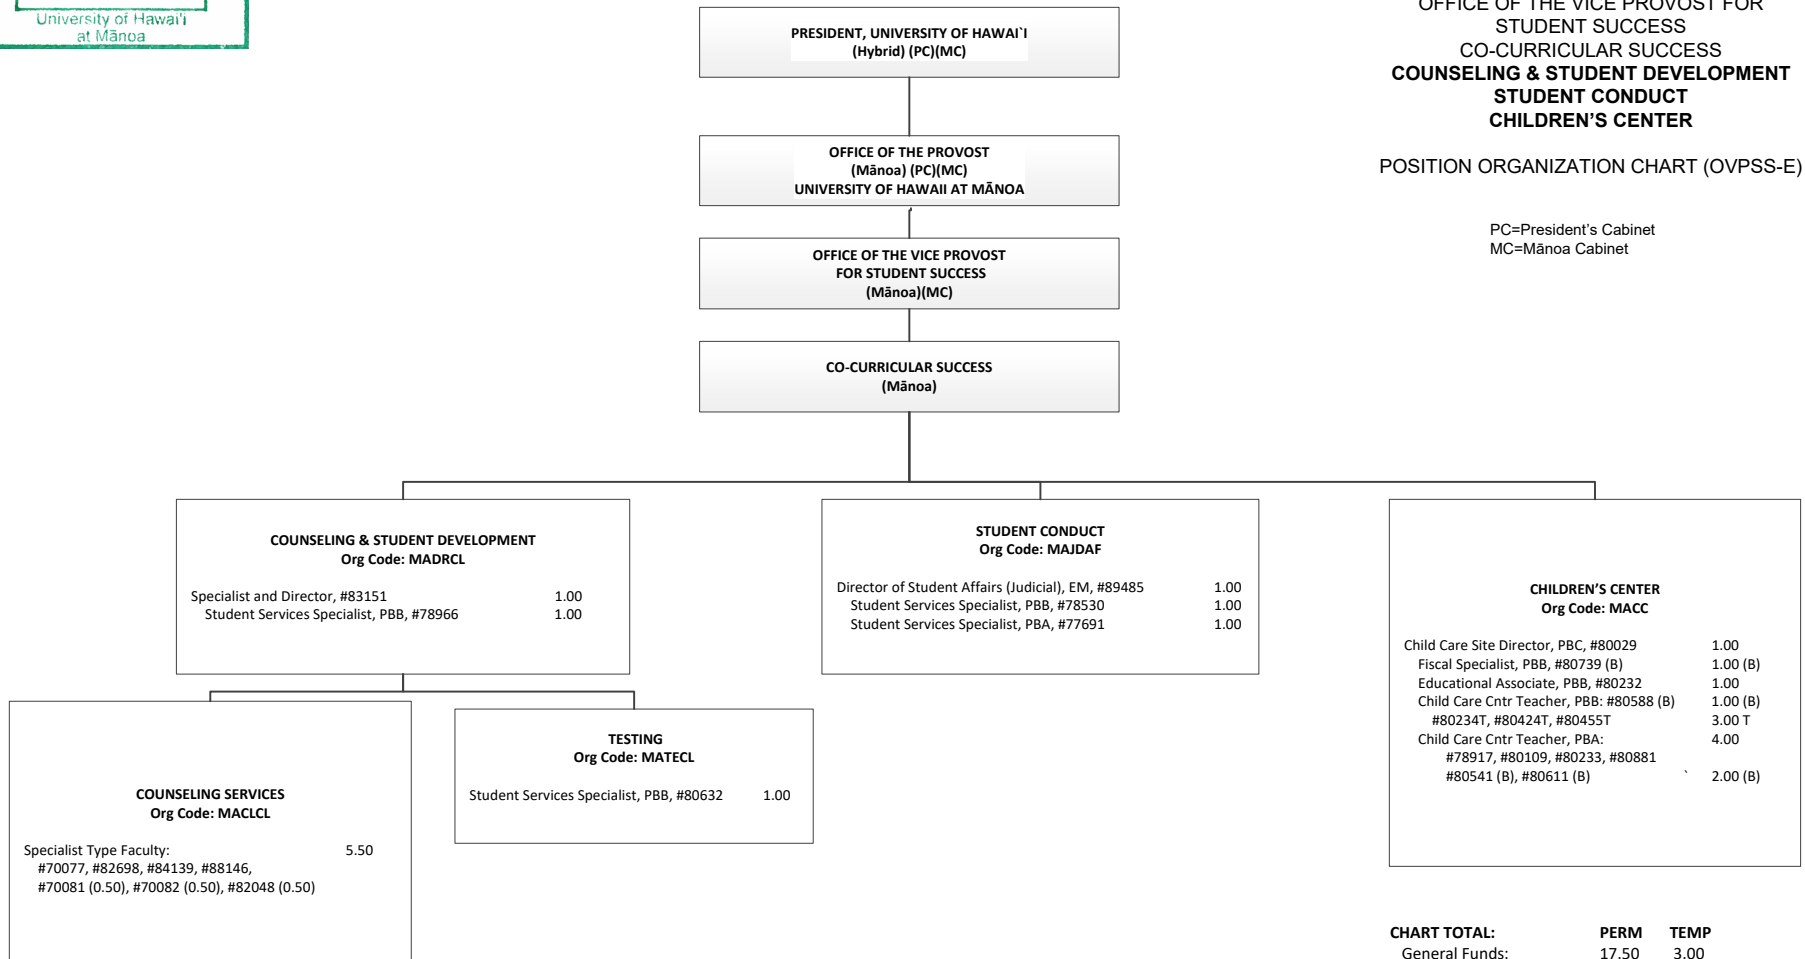 University of Hawai'i
at Mānoa
OFFICE OF THE VICE PROVOST FOR
STUDENT SUCCESS
CO-CURRICULAR SUCCESS
COUNSELING & STUDENT DEVELOPMENT
STUDENT CONDUCT
CHILDREN’S CENTER
POSITION ORGANIZATION CHART (OVPSS-E)
PC=President’s Cabinet
MC=Mānoa Cabinet
PRESIDENT, UNIVERSITY OF HAWAI`I
(Hybrid) (PC)(MC)
OFFICE OF THE PROVOST
(Mānoa) (PC)(MC)
UNIVERSITY OF HAWAII AT MĀNOA
OFFICE OF THE VICE PROVOST
FOR STUDENT SUCCESS
(Mānoa)(MC)
CO-CURRICULAR SUCCESS
(Mānoa)
COUNSELING & STUDENT DEVELOPMENT
Org Code: MADRCL
Specialist and Director, #83151 1.00
Student Services Specialist, PBB, #78966 1.00
STUDENT CONDUCT
Org Code: MAJDAF
Director of Student Affairs (Judicial), EM, #89485 1.00
Student Services Specialist, PBB, #78530 1.00
Student Services Specialist, PBA, #77691 1.00
CHILDREN’S CENTER
Org Code: MACC
Child Care Site Director, PBC, #80029 1.00
Fiscal Specialist, PBB, #80739 (B) 1.00 (B)
Educational Associate, PBB, #80232 1.00
Child Care Cntr Teacher, PBB: #80588 (B) 1.00 (B)
#80234T, #80424T, #80455T 3.00 T
Child Care Cntr Teacher, PBA: 4.00
#78917, #80109, #80233, #80881
#80541 (B), #80611 (B) ` 2.00 (B)
COUNSELING SERVICES
Org Code: MACLCL
Specialist Type Faculty: 5.50
#70077, #82698, #84139, #88146,
#70081 (0.50), #70082 (0.50), #82048 (0.50)
TESTING
Org Code: MATECL
Student Services Specialist, PBB, #80632 1.00
CHART TOTAL: PERM TEMP
General Funds: 17.50 3.00